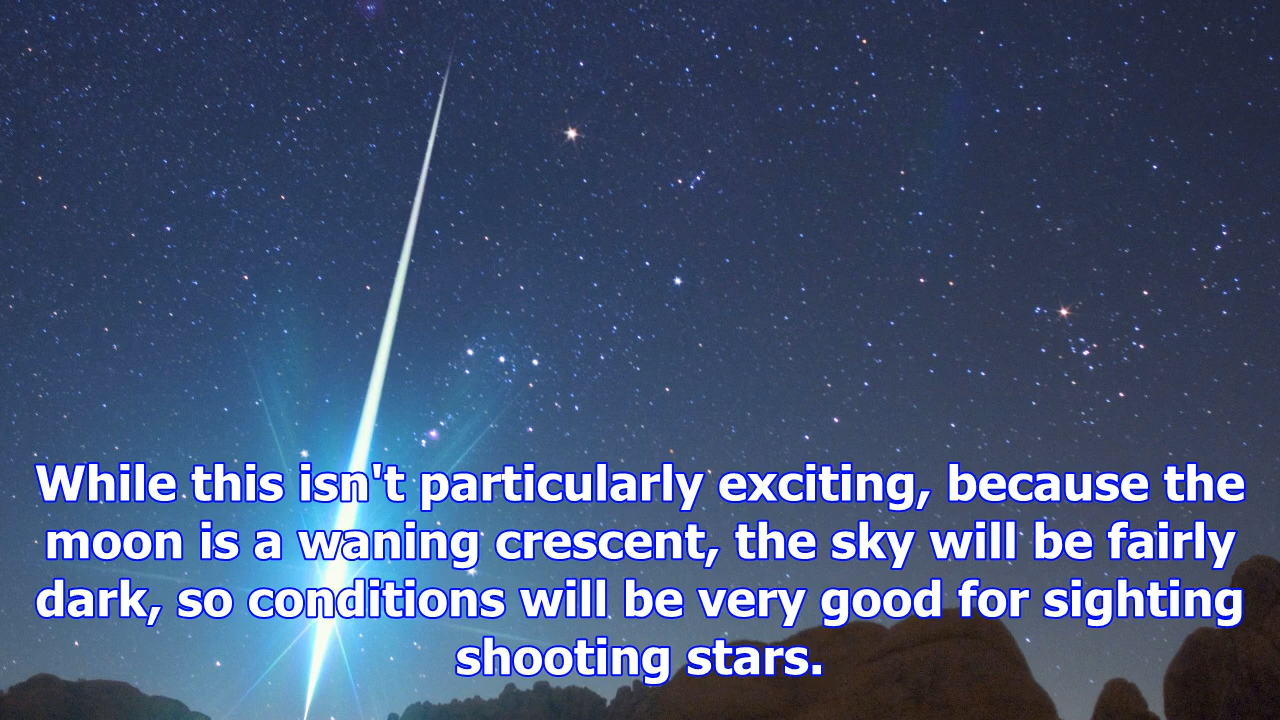 While this isn't particularly exciting, because the
moon is a waning crescent, the sky will be fairly
dark, so conditions will be very good for sighting
shooting stars.